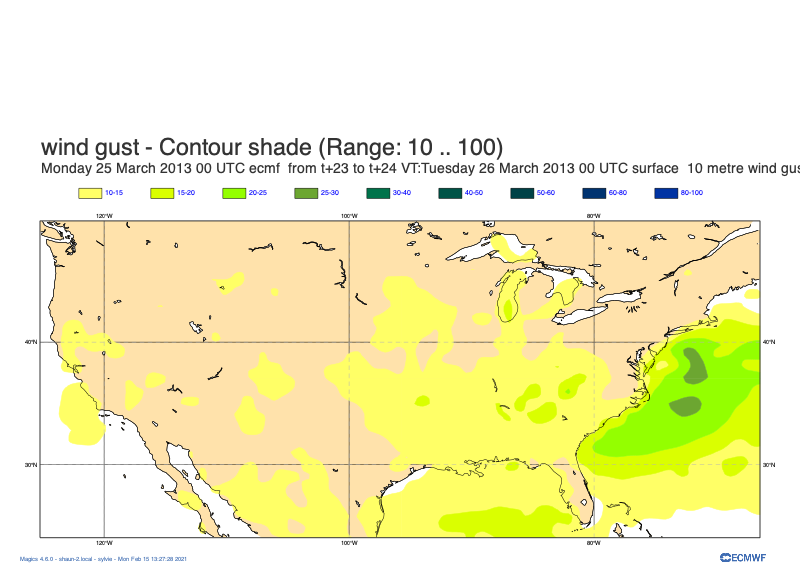 wind gust - Contour shade (Range: 10 .. 100)
Monday 25 March 2013 00 UTC ecmf from t+23 to t+24 VT:Tuesday 26 March 2013 00 UTC surface 10 metre wind gus
10-15 15-20 20-25 25-30 30-40 40-50 50-60 60-80 80-100
120°W 100°W 80°W
40°N 40°N
30°N 30°N
120°W 100°W 80°W
Magics 4.6.0 - shaun-2.local - sylvie - Mon Feb 15 13:27:28 2021
ECMWF